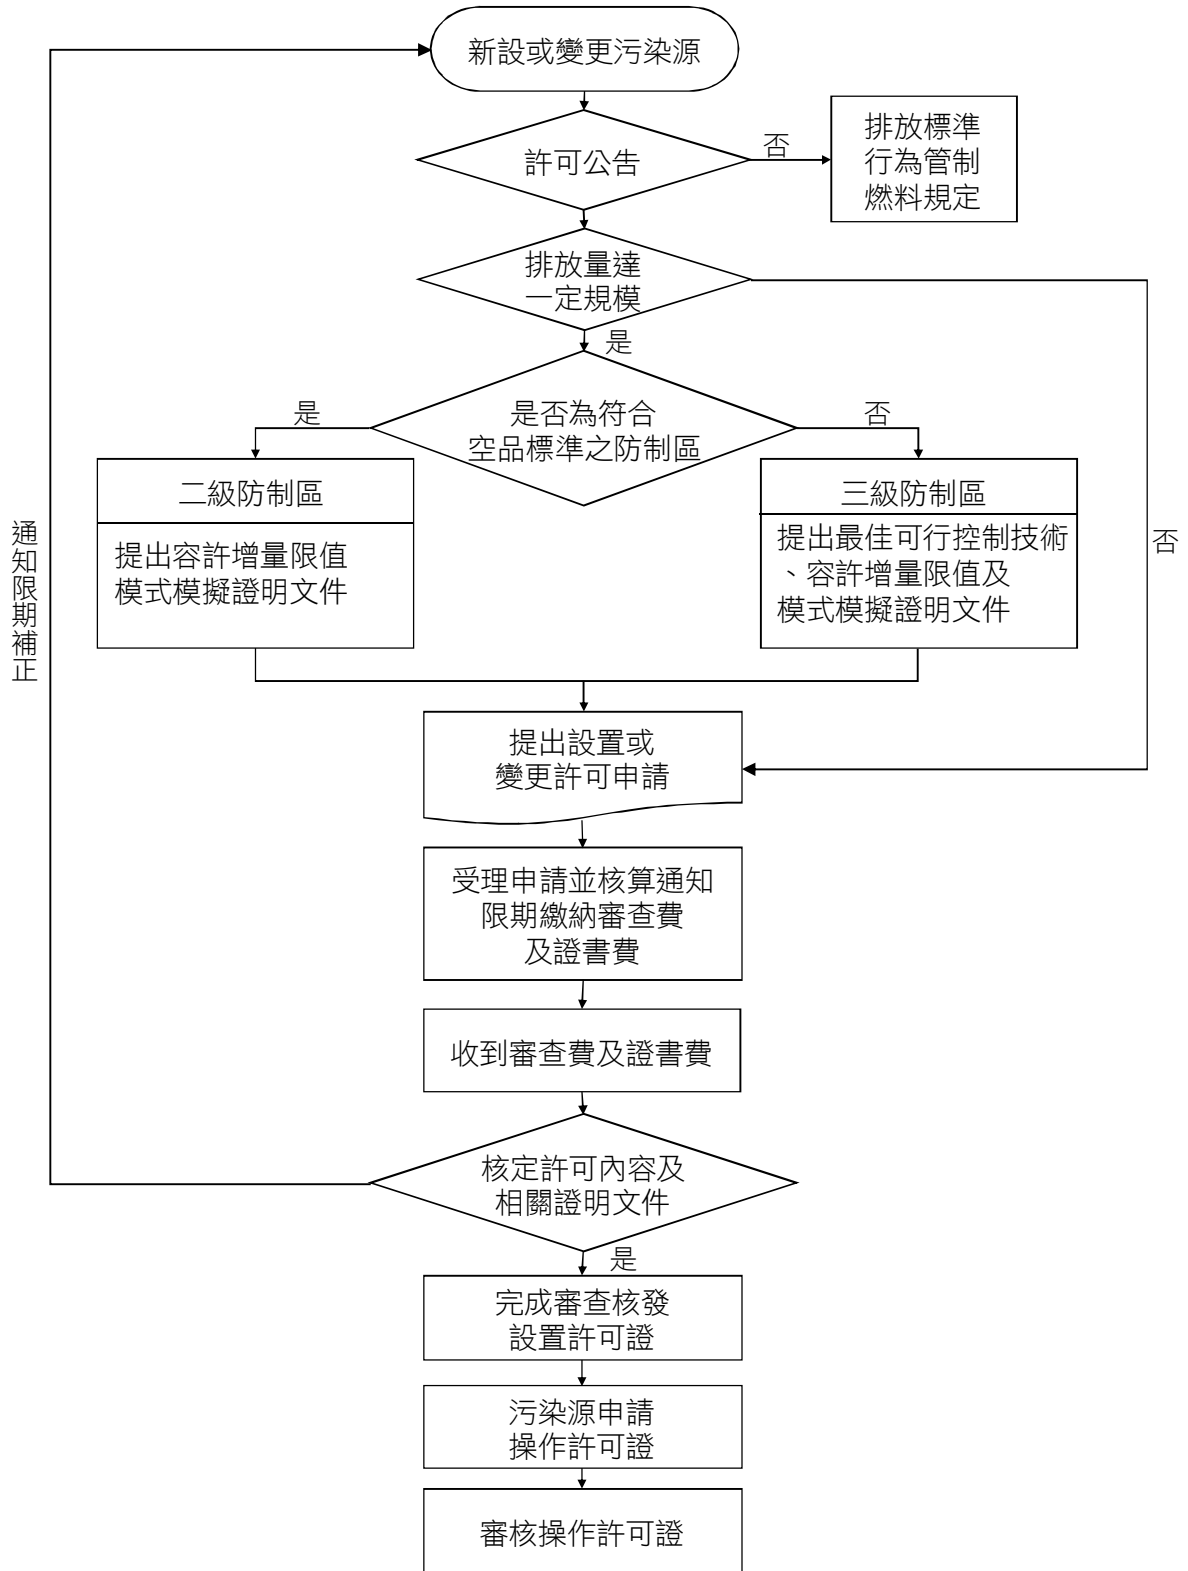 新設或變更污染源
許可公告
否
排放標準
行為管制
燃料規定
排放量達
一定規模
是
是否為符合
空品標準之防制區
是
否
二級防制區
提出容許增量限值
模式模擬證明文件
三級防制區
提出最佳可行控制技術
、容許增量限值及
模式模擬證明文件
否
通知限期補正
提出設置或
變更許可申請
受理申請並核算通知
限期繳納審查費
及證書費
收到審查費及證書費
核定許可內容及
相關證明文件
是
完成審查核發
設置許可證
污染源申請
操作許可證
審核操作許可證